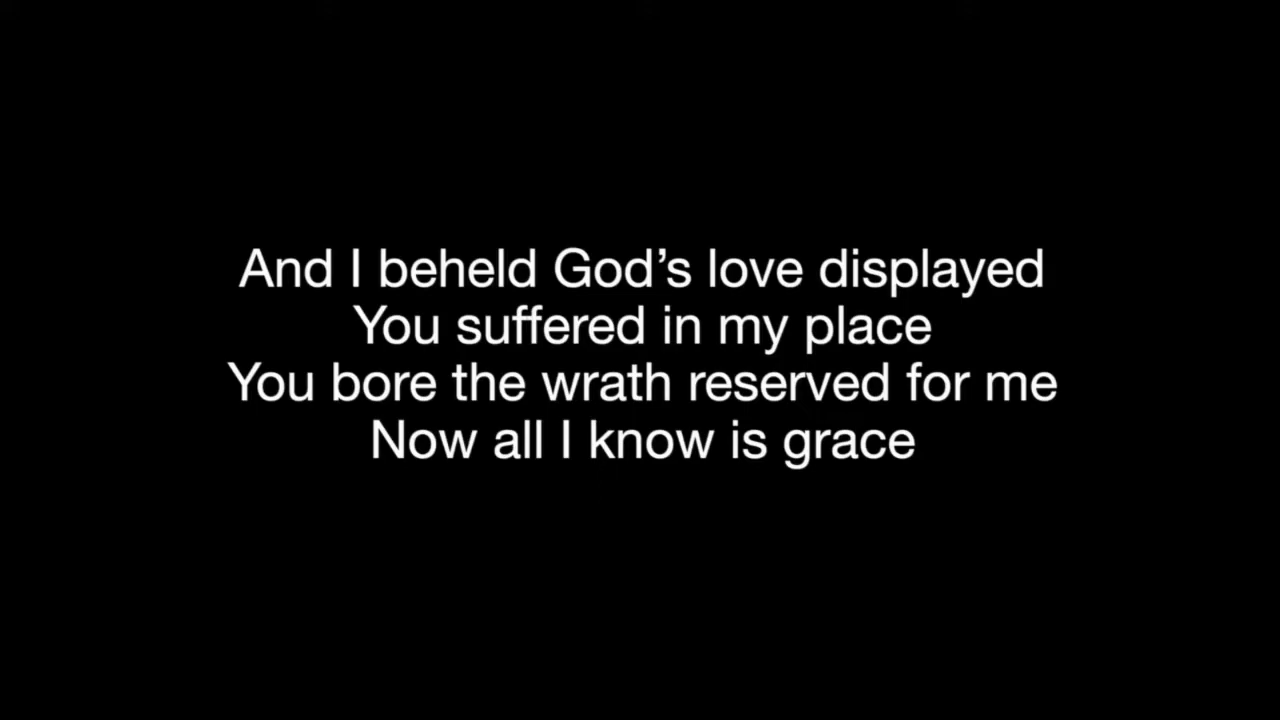 And I beheld God’s love displayed
You suffered in my place
You bore the wrath reserved for me
Now all I know is grace